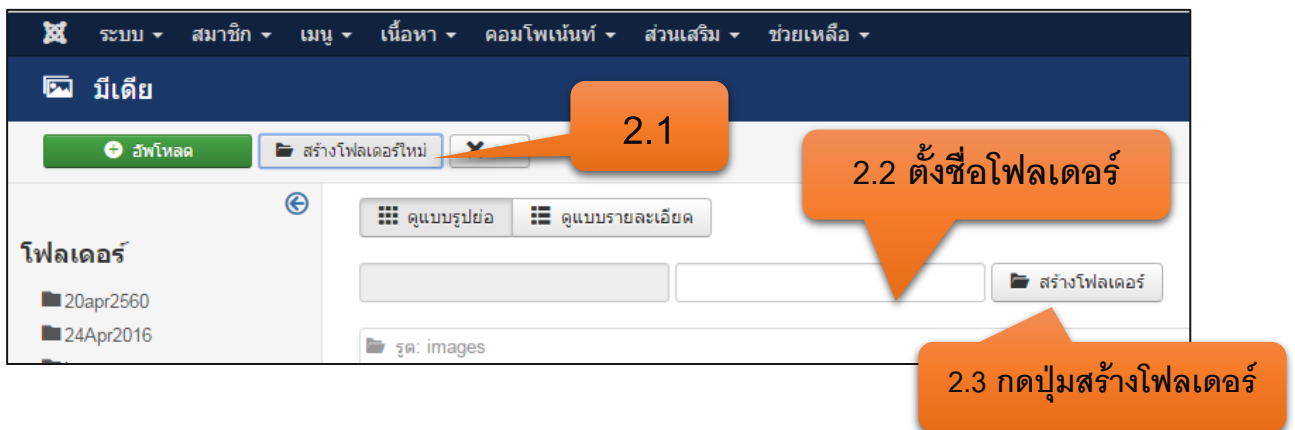 ระบบ สมาชิก เมนู เนื้อหา คอมโพเน้นท์ ส่วนเสริม ช่วยเหลือ
มีเดีย
อัพโหลด สร้างโฟลเดอร์ใหม่ 2.1
2.2 ตั้งชื่อโฟลเดอร์
ดูแบบรูปย่อ ดูแบบรายละเอียด
โฟลเดอร์
สร้างโฟลเดอร์
20apr2560
24Apr2016
รูด: images
2.3 กดปุ่มสร้างโฟลเดอร์